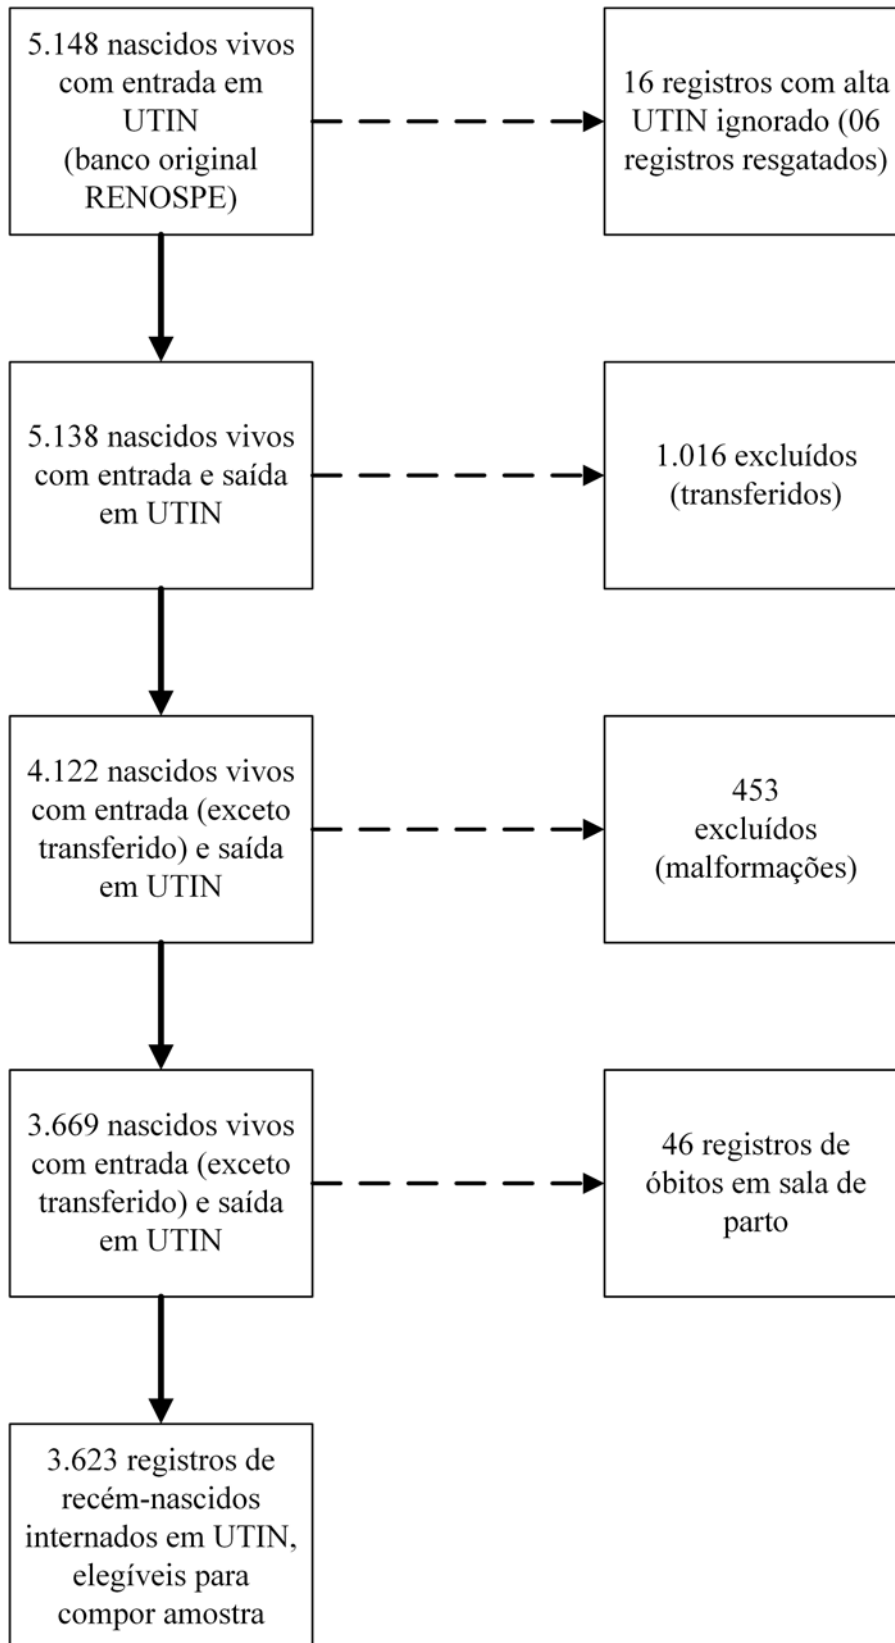 5.148 nascidos vivos
com entrada em
UTIN
(banco original
RENOSPE)
16 registros com alta
UTIN ignorado (06
registros resgatados)
5.138 nascidos vivos
com entrada e saída
em UTIN
1.016 excluídos
(transferidos)
4.122 nascidos vivos
com entrada (exceto
transferido) e saída
em UTIN
453
excluídos
(malformações)
3.669 nascidos vivos
com entrada (exceto
transferido) e saída
em UTIN
46 registros de
óbitos em sala de
parto
3.623 registros de
recém-nascidos
internados em UTIN,
elegíveis para
compor amostra